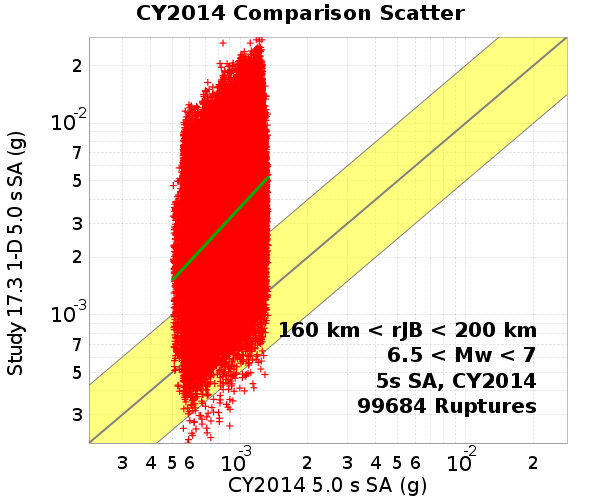 CY2014 Comparison Scatter
Study 17.3 1-D 5.0 s SA (g)
2
10-2
7
5
3
2
10-3
7
5
3
160 km < rJB < 200 km
6.5 < Mw < 7
5s SA, CY2014
99684 Ruptures
3 4 5 6 10-3 2 3 4 5 6 10-2 2
CY2014 5.0 s SA (g)